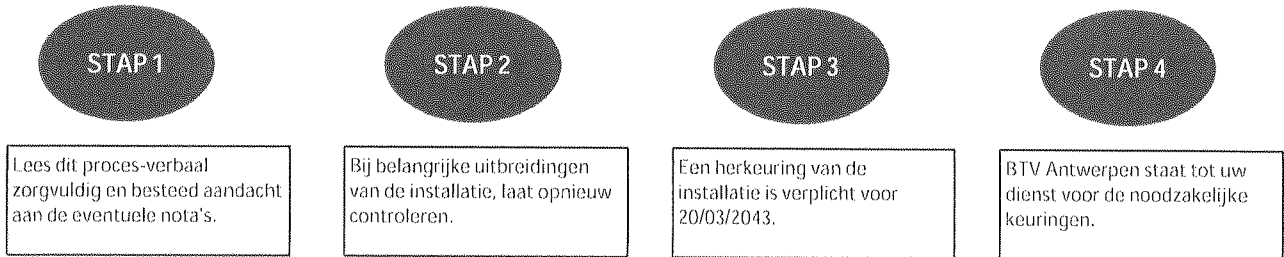 STAP 1
Lees dit proces-verbaal
zorgvuldig en besteed aandacht
aan de eventuele nota's.
STAP 2
Bij belangrijke uitbreidingen
van de installatie, laat opnieuw
controleren.
STAP 3
Een herkeuring van de
installatie is verplicht voor
20/03/2043.
STAP 4
BTV Antwerpen staat tot uw
dienst voor de noodzakelijke
keuringen.